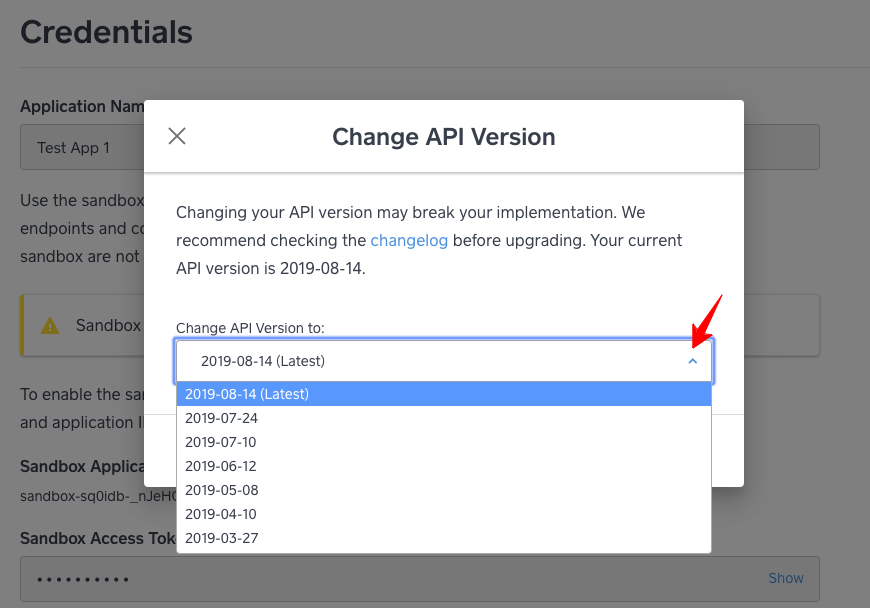 Credentials
Application Nam
Test App 1
Change API Version
Use the sandbox
endpoints and co
sandbox are not
Changing your API version may break your implementation. We
recommend checking the changelog before upgrading. Your current
API version is 2019-08-14.
Sandbox
Change API Version to:
2019-08-14 (Latest)
2019-08-14 (Latest)
2019-07-24
2019-07-10
2019-06-12
2019-05-08
2019-04-10
2019-03-27
To enable the sa
and application I
Sandbox Applica
sandbox-sq0idb-_nJeH
Sandbox Access Tok
••••••••••
Show